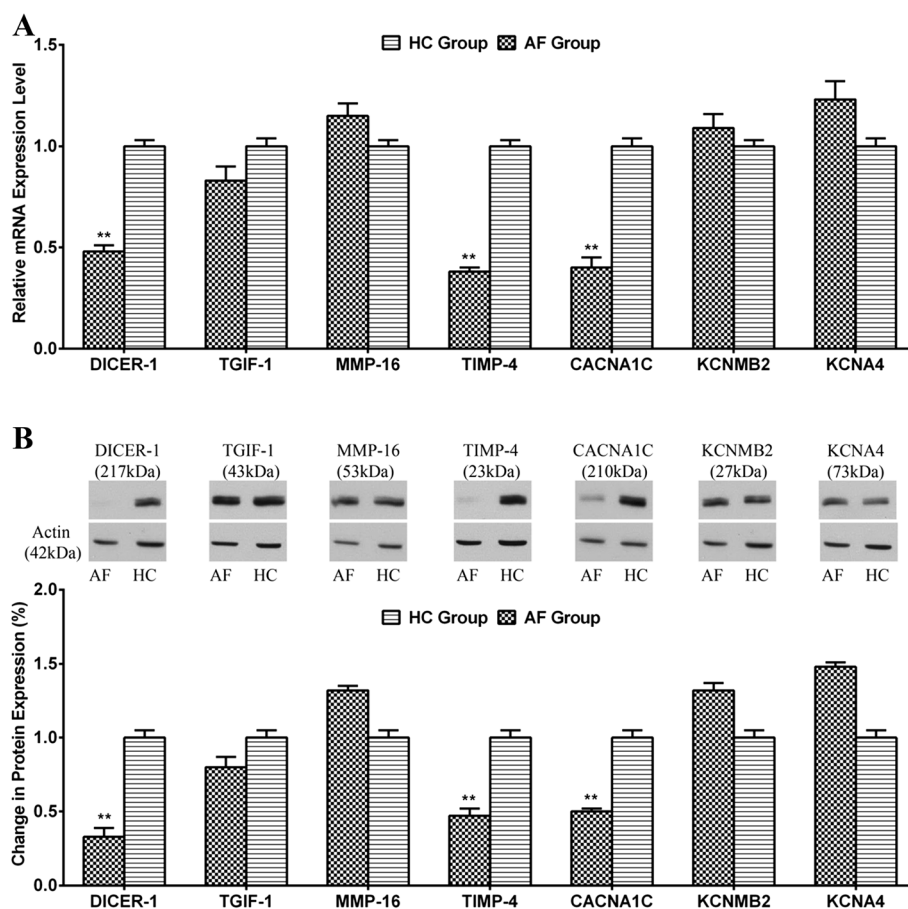 A
HC Group AF Group
Relative mRNA Expression Level
1.5
1.0
0.5
0.0
**
**
**
DICER-1 TGIF-1 MMP-16 TIMP-4 CACNA1C KCNMB2 KCNA4
B
DICER-1 TGIF-1 MMP-16 TIMP-4 CACNA1C KCNMB2 KCNA4
(217kDa) (43kDa) (53kDa) (23kDa) (210kDa) (27kDa) (73kDa)
Actin
(42kDa)
AF HC AF HC AF HC AF HC AF HC AF HC AF HC
HC Group AF Group
Change in Protein Expression (%)
2.0
1.5
1.0
0.5
0.0
**
**
**
DICER-1 TGIF-1 MMP-16 TIMP-4 CACNA1C KCNMB2 KCNA4